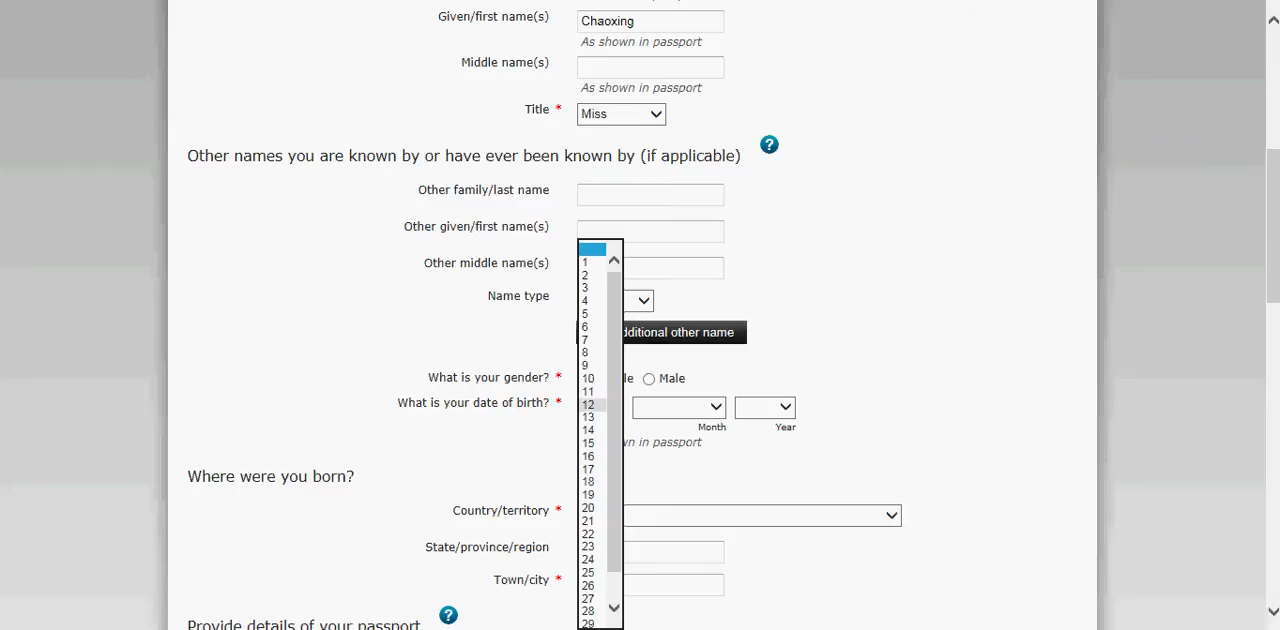 Given/first name(s) Chaoxing
As shown in passport
Middle name(s)
As shown in passport
Title * Miss
Other names you are known by or have ever been known by (if applicable) ?
Other family/last name
Other given/first name(s)
Other middle name(s)
Name type
dditional other name
What is your gender? * le Male
What is your date of birth? *
Month Year
wn in passport
1
2
3
4
5
6
7
8
9
10
11
12
13
14
15
16
17
18
19
20
21
22
23
24
25
26
27
28
29
Where were you born?
Country/territory *
State/province/region
Town/city *
Provide details of your passport ?